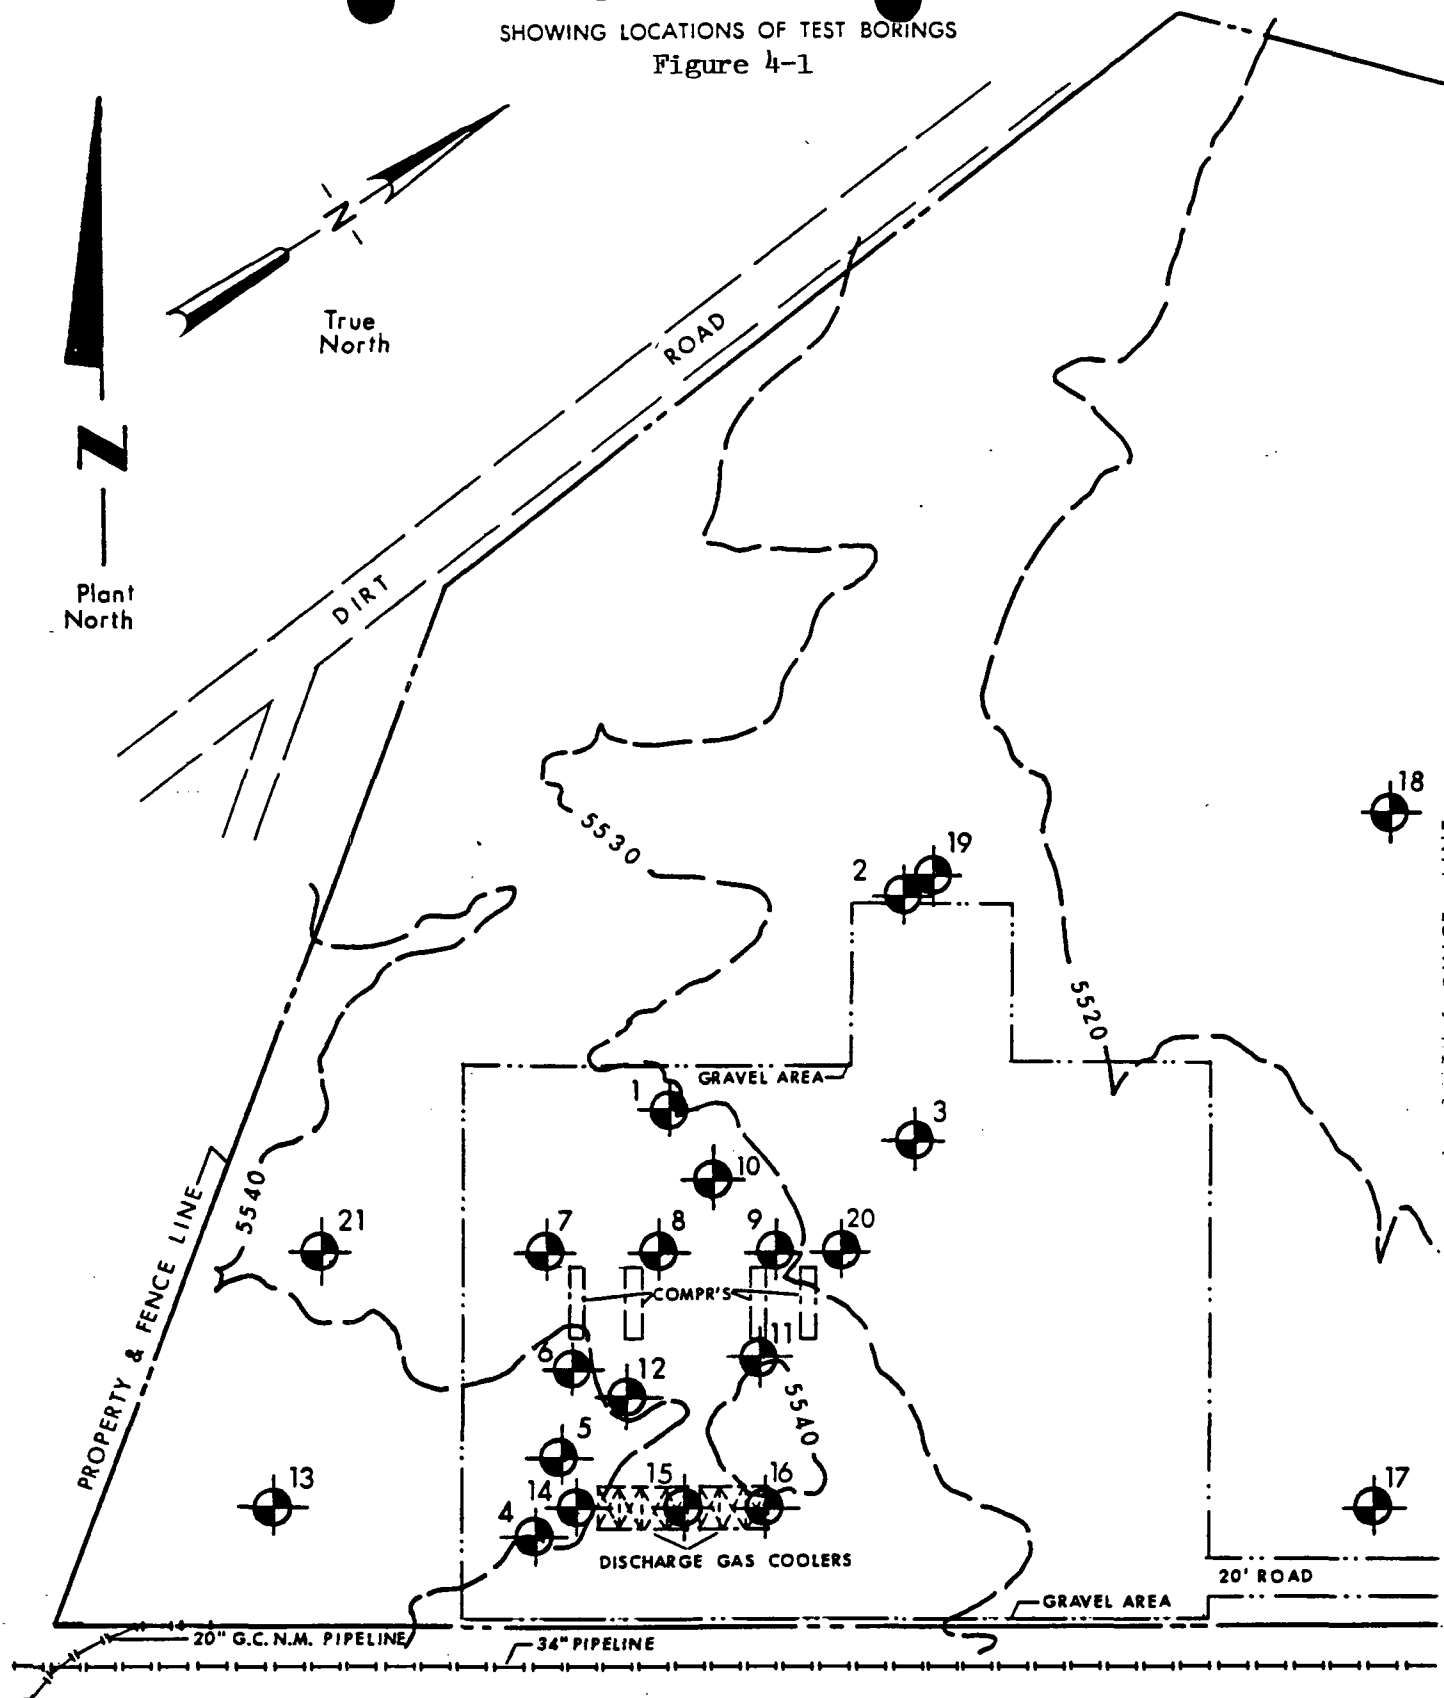 SHOWING LOCATIONS OF TEST BORINGS
Figure 4-1
N
True
North
ROAD
N
Plant
North
DIRT
18
5530
19
2
5520
GRAVEL AREA
1
3
10
5540
21
7
8
9
20
PROPERTY & FENCE LINE
COMPR'S
11
6
12
5540
5
13
14
15
16
17
4
DISCHARGE GAS COOLERS
20' ROAD
GRAVEL AREA
20" G.C.N.M. PIPELINE
34" PIPELINE